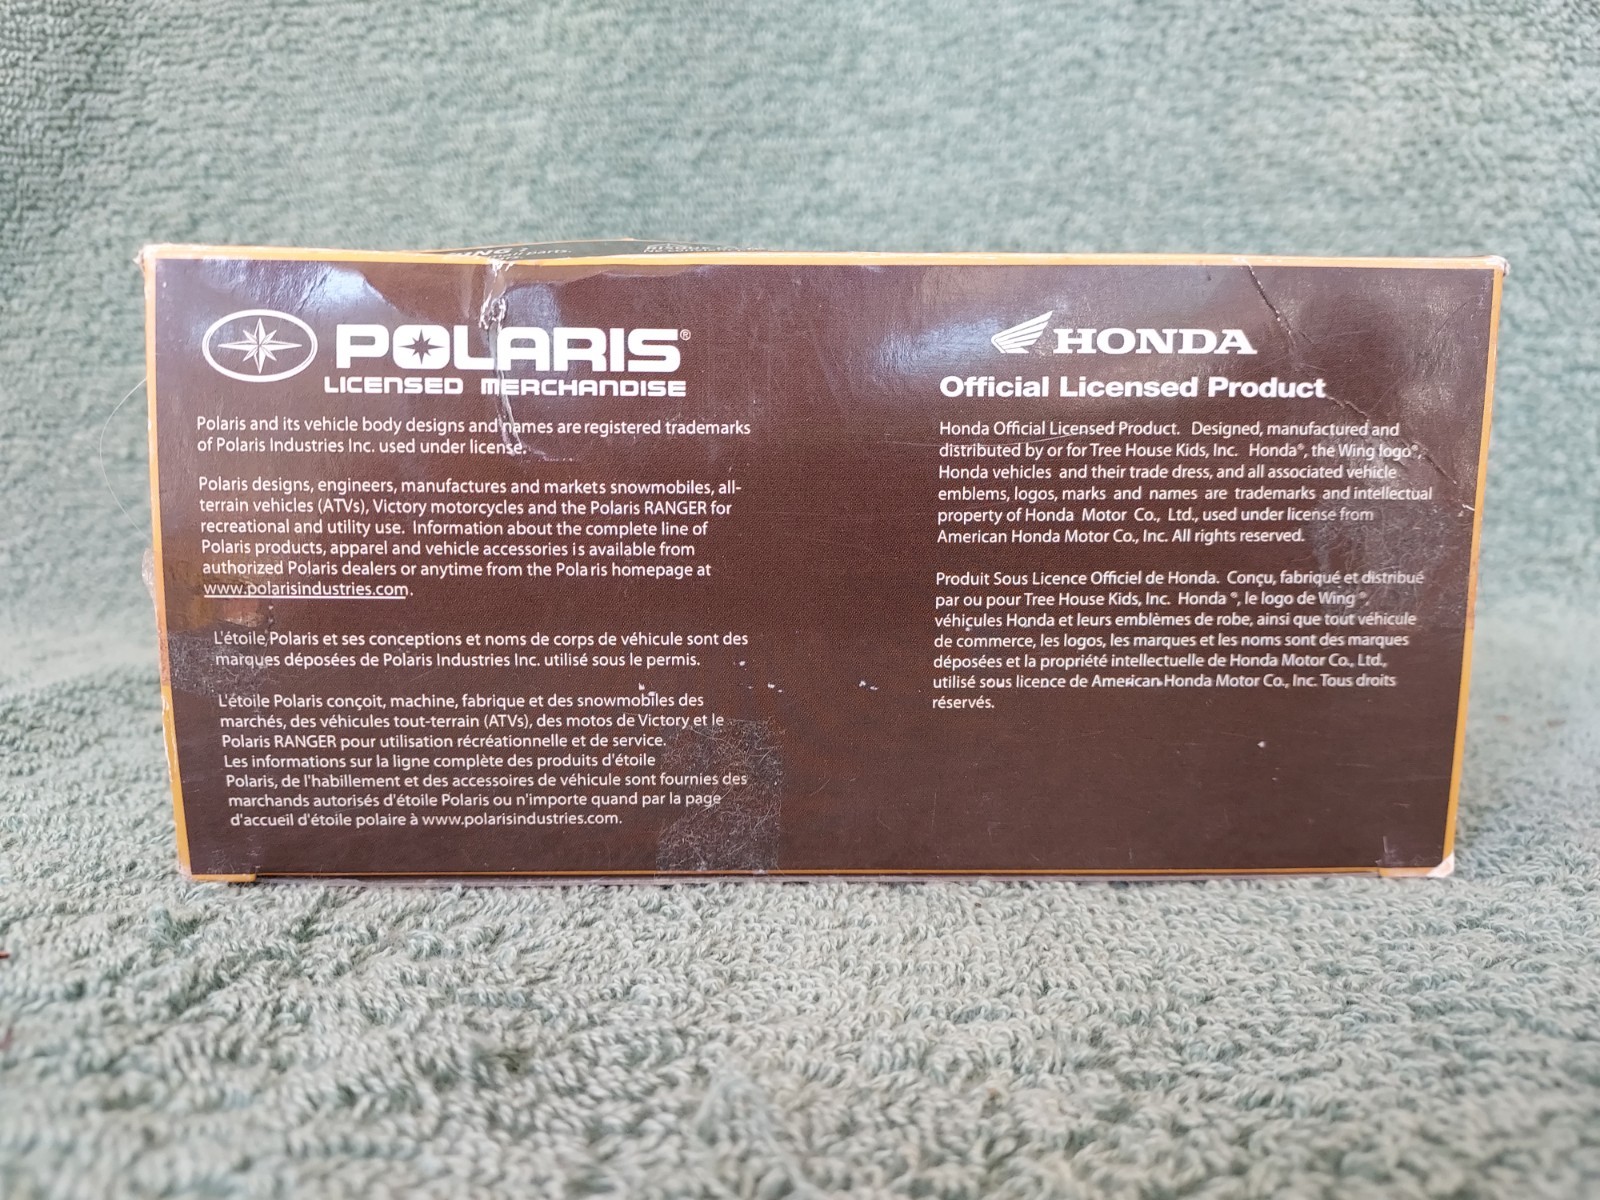 POLARIS®
LICENSED MERCHANDISE
Polaris and its vehicle body designs and names are registered trademarks
of Polaris Industries Inc. used under license.
Polaris designs, engineers, manufactures and markets snowmobiles, all-
terrain vehicles (ATVs), Victory motorcycles and the Polaris RANGER for
recreational and utility use. Information about the complete line of
Polaris products, apparel and vehicle accessories is available from
authorized Polaris dealers or anytime from the Polaris homepage at
www.polarisindustries.com.
L'étoile Polaris et ses conceptions et noms de corps de véhicule sont des
marques déposées de Polaris Industries Inc. utilisé sous le permis.
L'étoile Polaris conçoit, machine, fabrique et des snowmobiles des
marchés, des véhicules tout-terrain (ATVs), des motos de Victory et le
Polaris RANGER pour utilisation récréationnelle et de service.
Les informations sur la ligne complète des produits d'étoile
Polaris, de l'habillement et des accessoires de véhicule sont fournies des
marchands autorisés d'étoile Polaris ou n'importe quand par la page
d'accueil d'étoile polaire à www.polarisindustries.com.
HONDA
Official Licensed Product
Honda Official Licensed Product. Designed, manufactured and
distributed by or for Tree House Kids, Inc. Honda®, the Wing logo®,
Honda vehicles and their trade dress, and all associated vehicle
emblems, logos, marks and names are trademarks and intellectual
property of Honda Motor Co., Ltd., used under license from
American Honda Motor Co., Inc. All rights reserved.
Produit Sous Licence Officiel de Honda. Conçu, fabriqué et distribué
par ou pour Tree House Kids, Inc. Honda ®, le logo de Wing ®,
véhicules Honda et leurs emblèmes de robe, ainsi que tout véhicule
de commerce, les logos, les marques et les noms sont des marques
déposées et la propriété intellectuelle de Honda Motor Co., Ltd.,
utilisé sous licence de American Honda Motor Co., Inc. Tous droits
réservés.